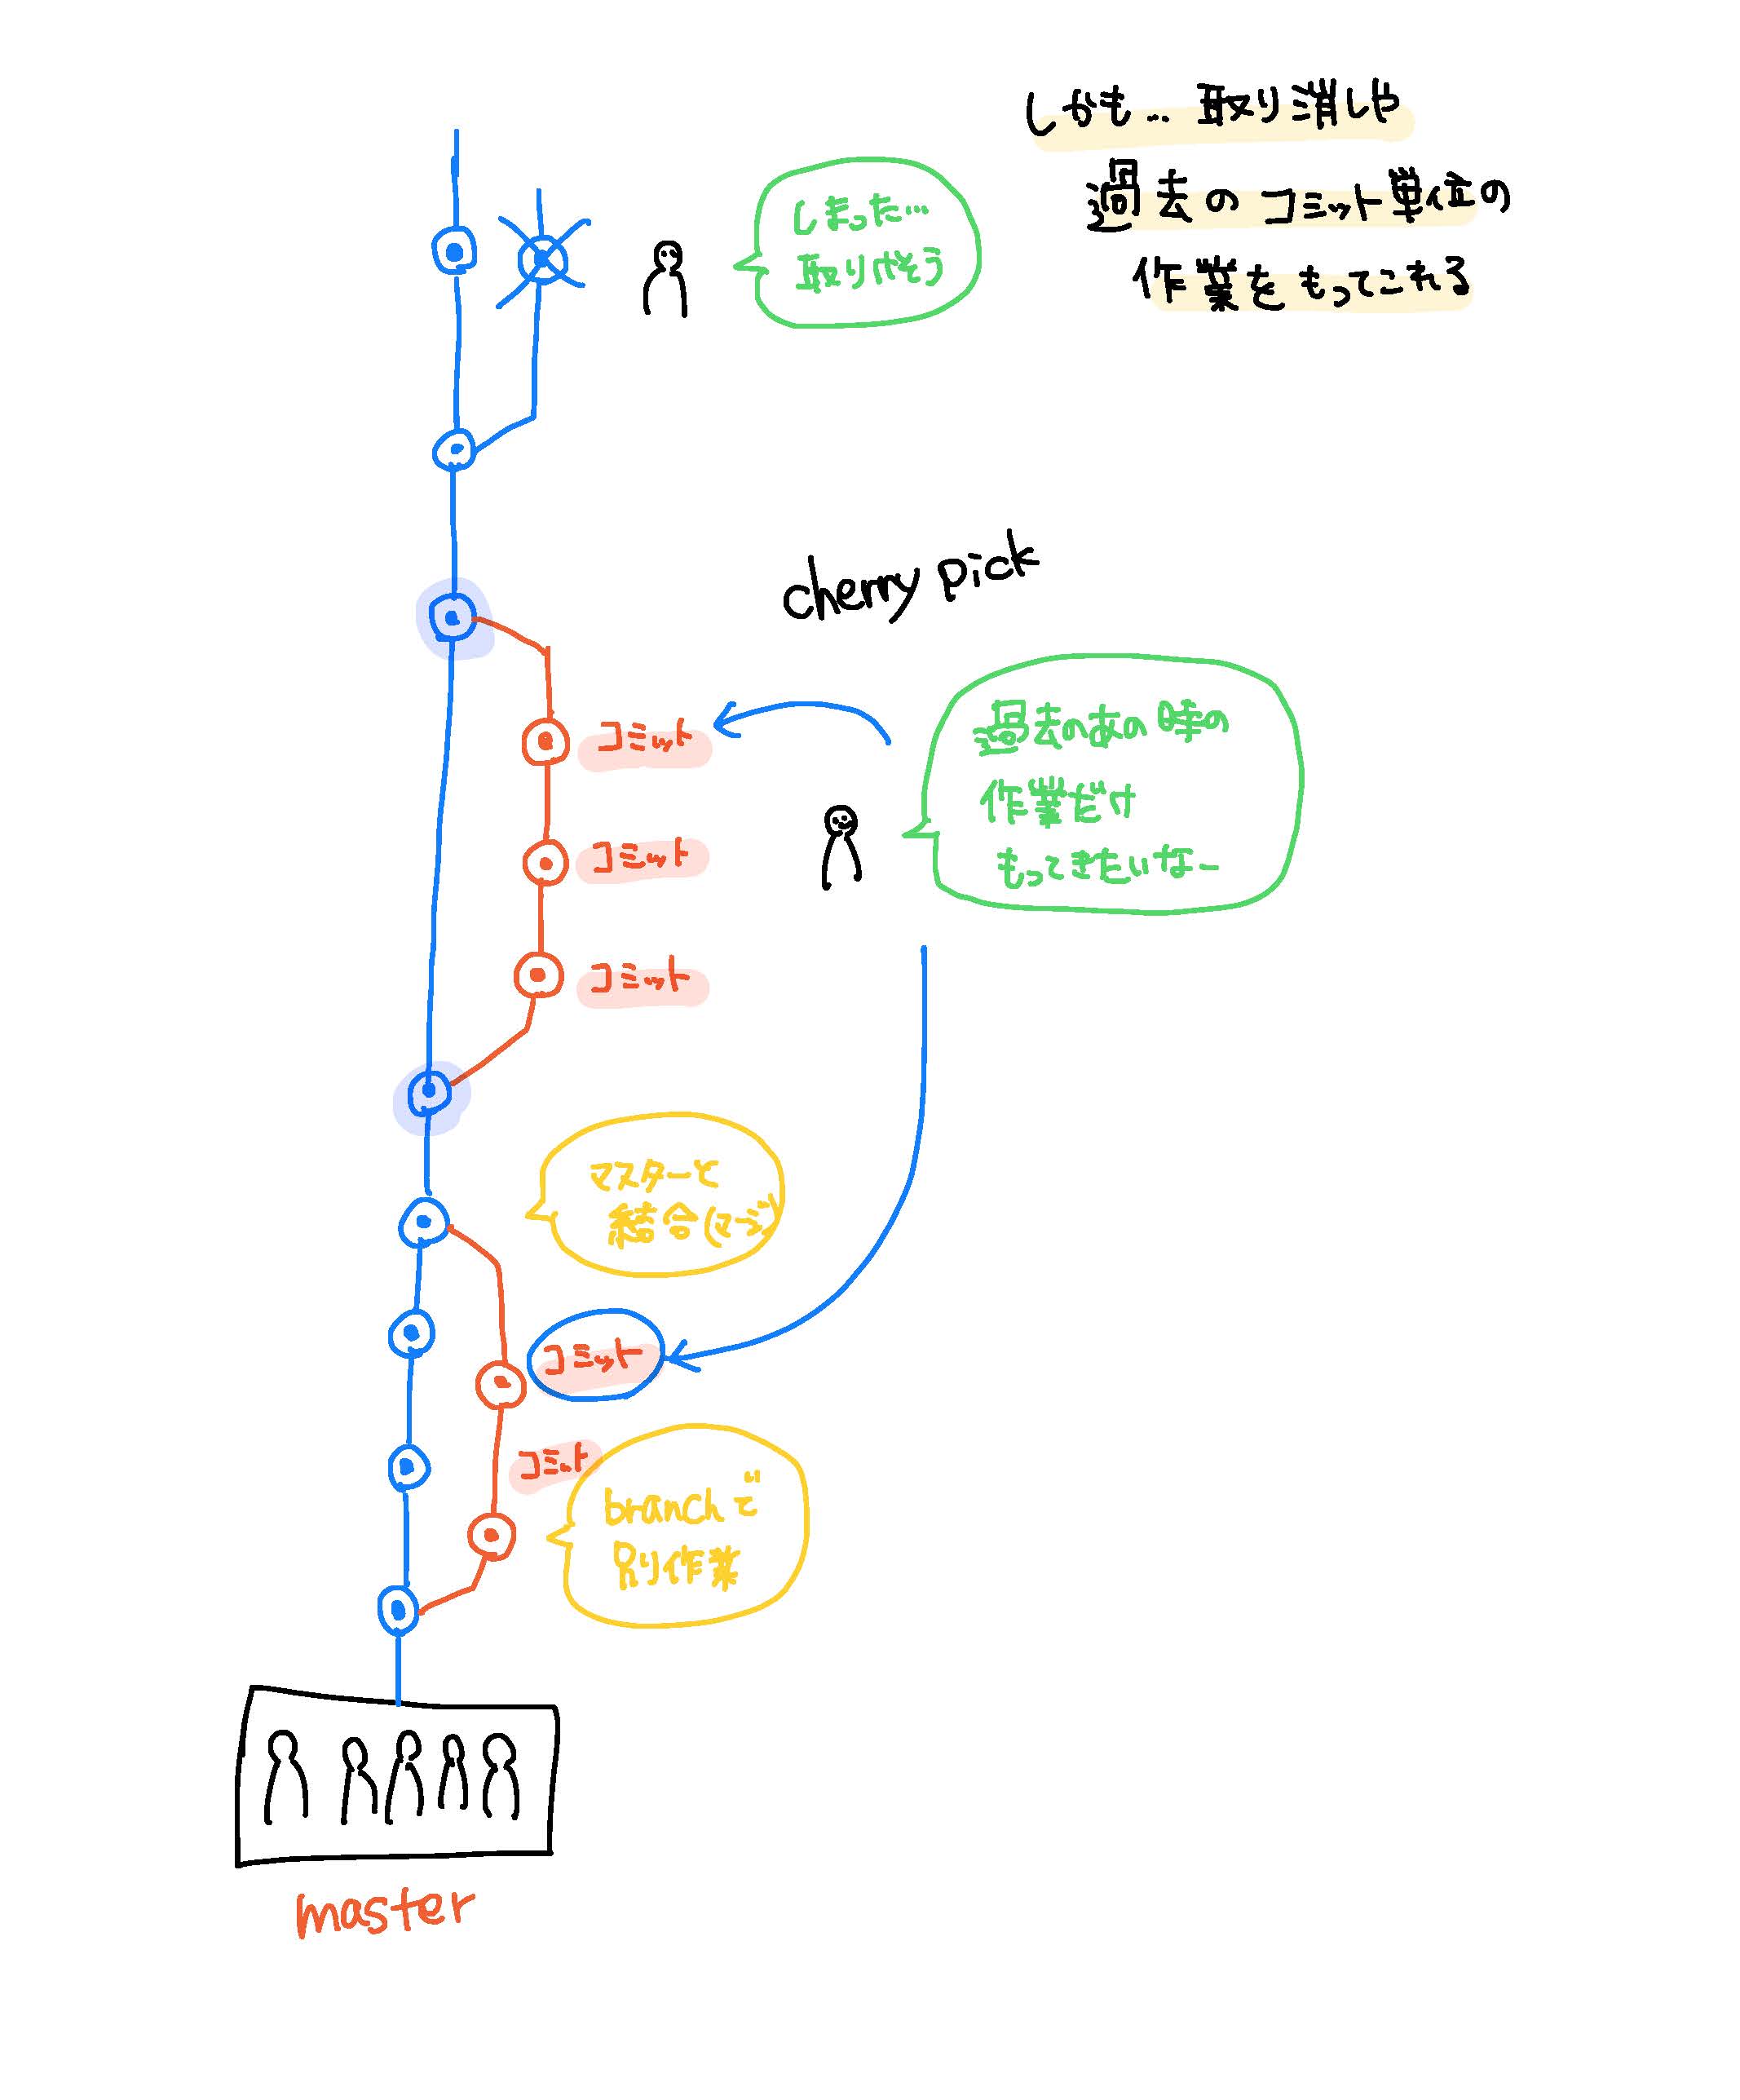 しかも… 取り消しや
過去のコミット単位の
作業をもってこれる
しまった…
取りけそう
cherry pick
コミット
コミット
コミット
過去のあの時の
作業だけ
もってきたいなー
マスターと
結合(マージ)
コミット
コミット
branchで
別作業
master